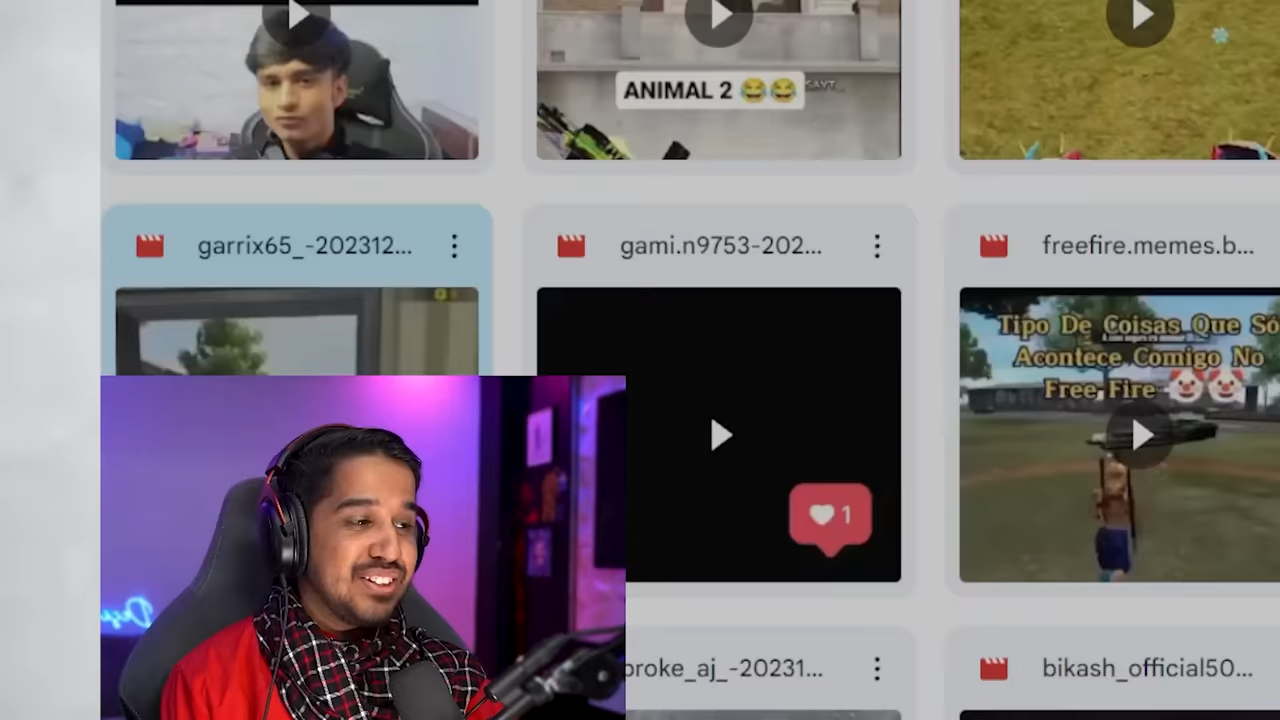 ANIMAL 2 😂😂
garrix65_-202312...
gami.n9753-202...
freefire.memes.b...
Tipo De Coisas Que Só
Acontece Comigo No
Free Fire 🤡🤡
1
broke_aj_-20231...
bikash_official50...